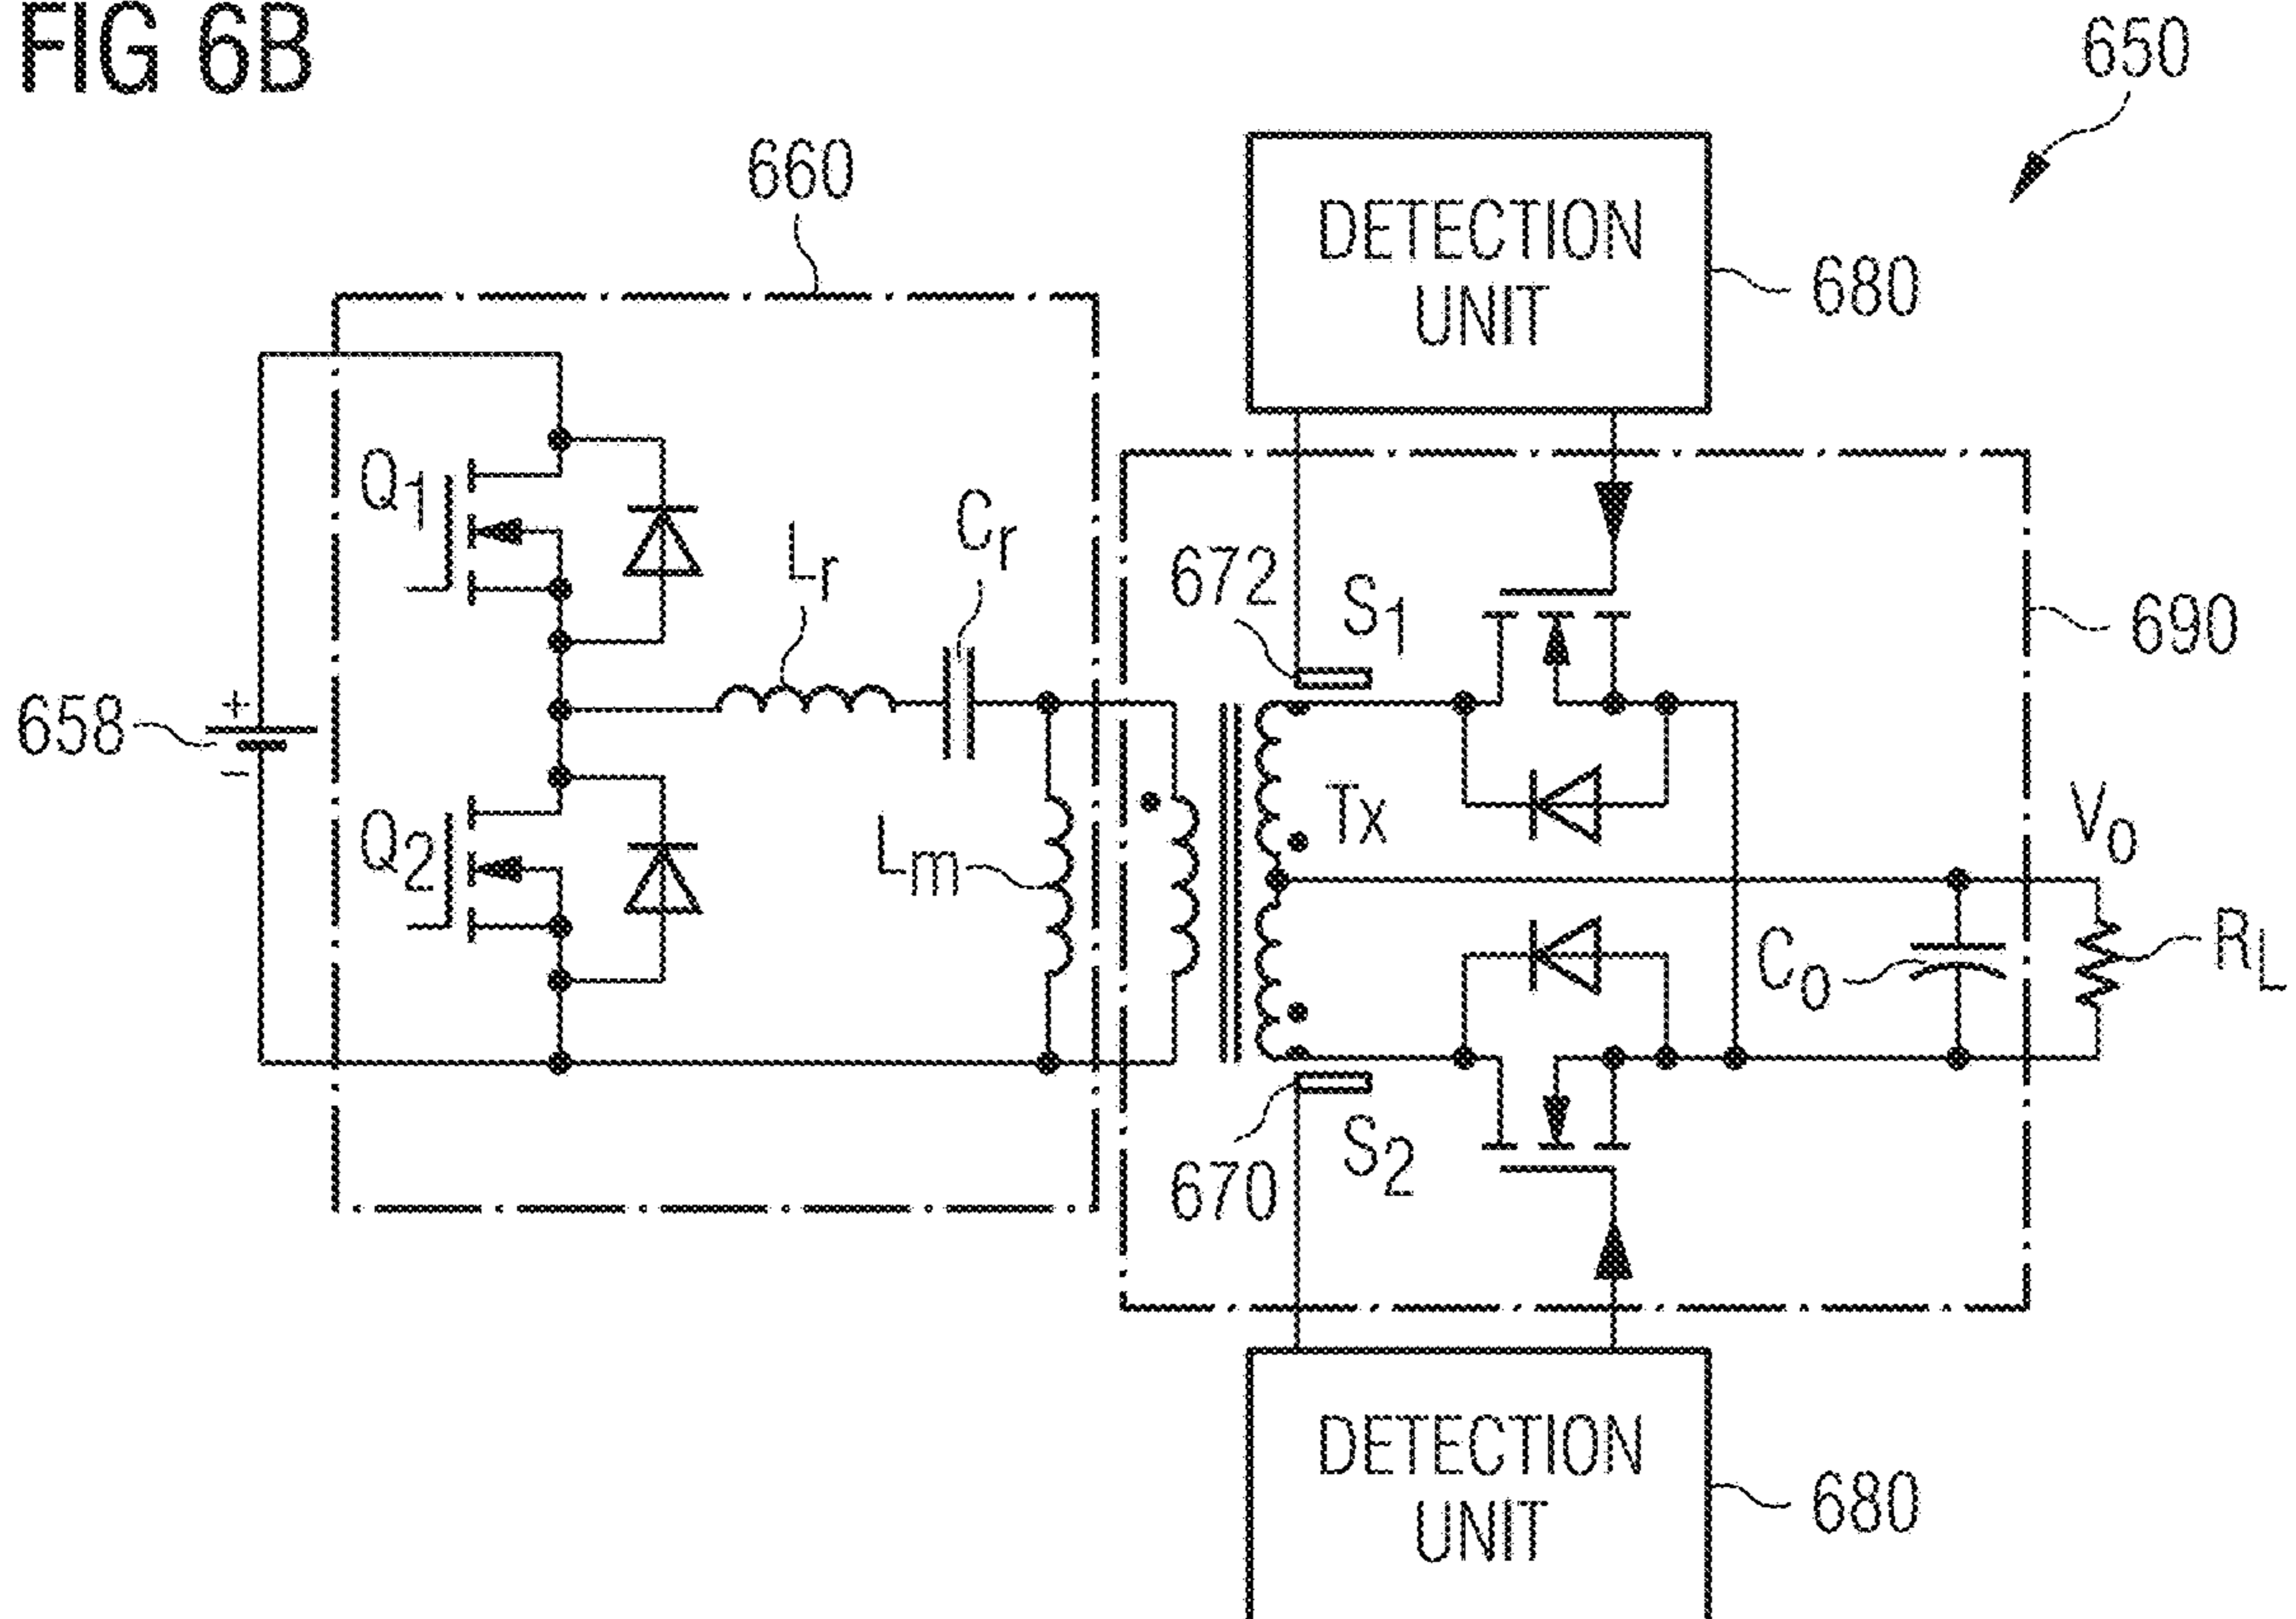 FIG 6B
650
660
DETECTION
UNIT
680
Q1
Lr
Cr
672
S1
690
658
+
−
Q2
Lm
Tx
Vo
Co
RL
670
S2
DETECTION
UNIT
680